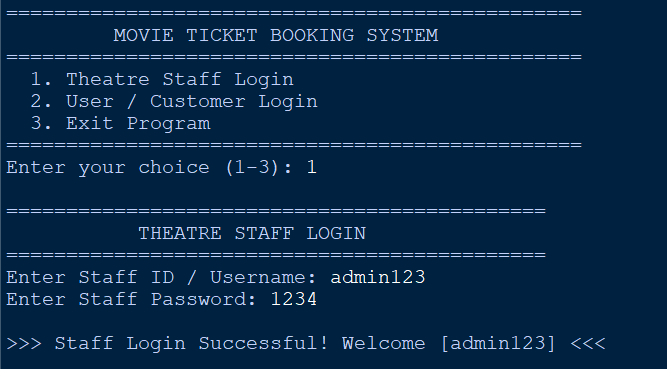 ================================================
MOVIE TICKET BOOKING SYSTEM
================================================
1. Theatre Staff Login
2. User / Customer Login
3. Exit Program
================================================
Enter your choice (1-3): 1
=============================================
THEATRE STAFF LOGIN
=============================================
Enter Staff ID / Username: admin123
Enter Staff Password: 1234
>>> Staff Login Successful! Welcome [admin123] <<<